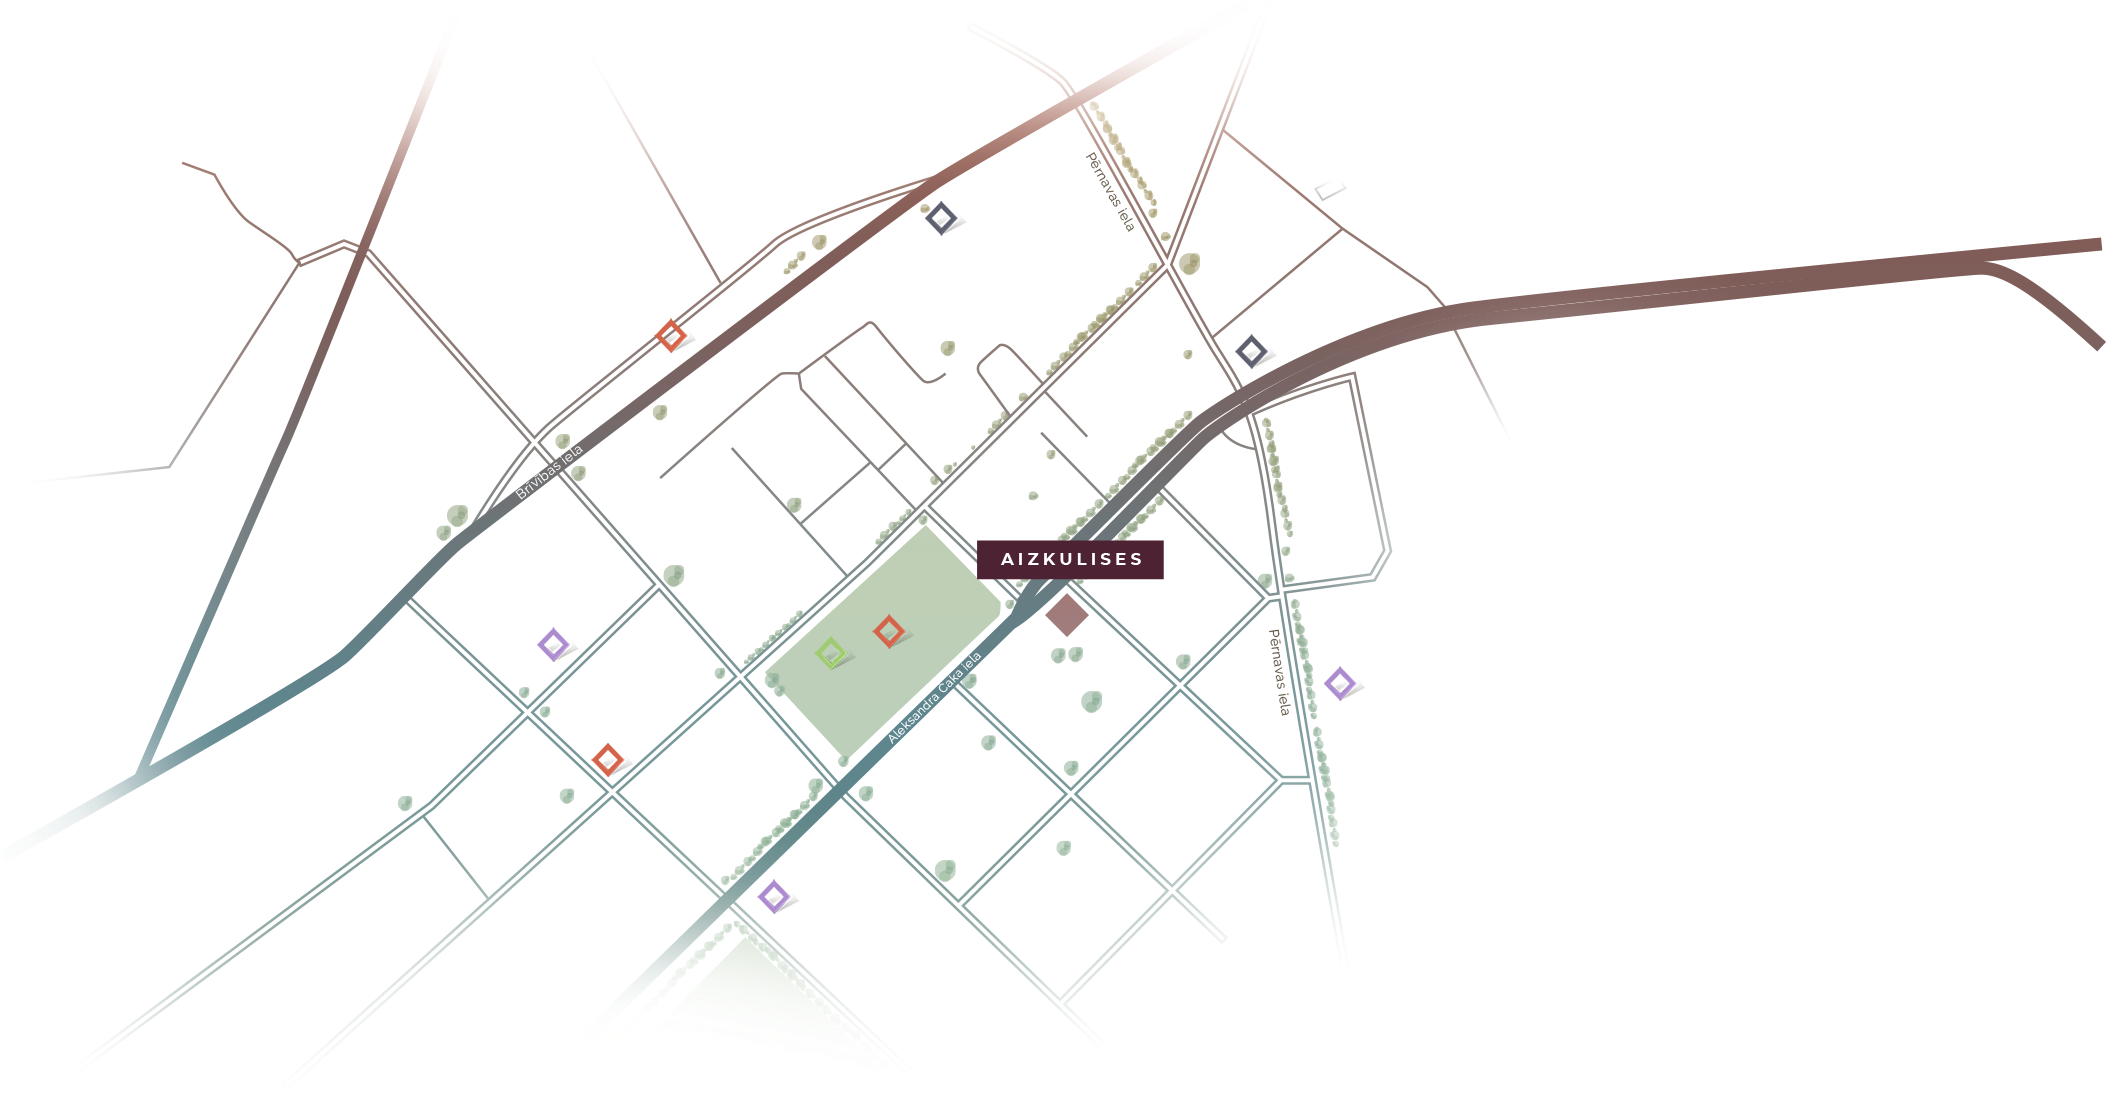 Pērnavas iela
Brīvības iela
AIZKULISES
Aleksandra Čaka iela
Pērnavas iela